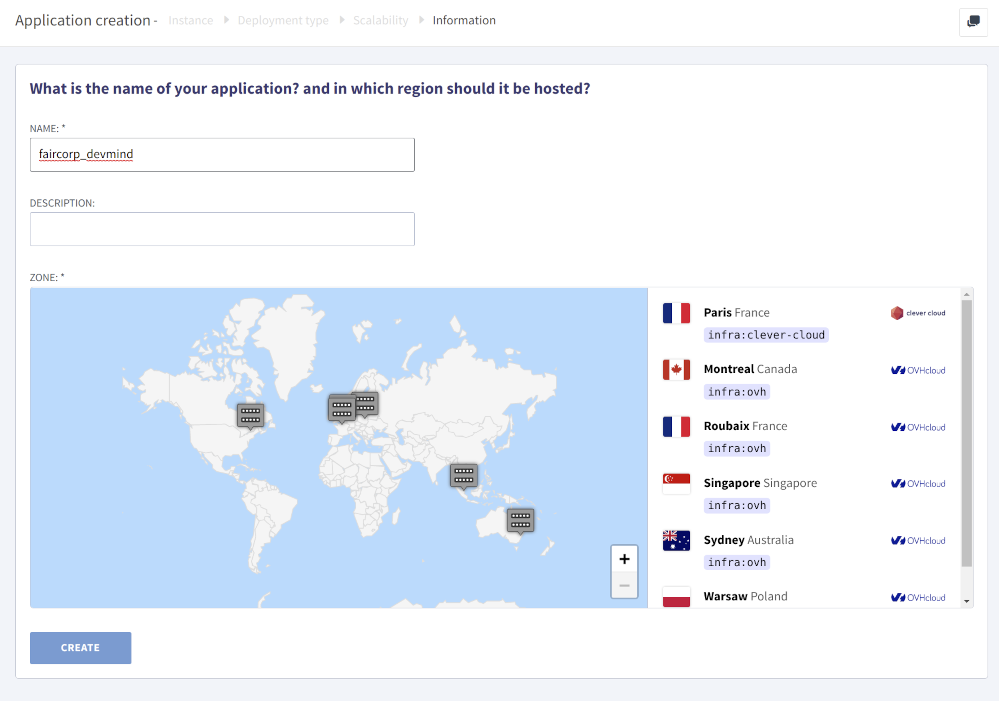 Application creation - Instance Deployment type Scalability Information
What is the name of your application? and in which region should it be hosted?
NAME: *
faircorp_devmind
DESCRIPTION:
ZONE: *
Paris France
clever cloud
infra:clever-cloud
Montreal Canada
OVHcloud
infra:ovh
Roubaix France
OVHcloud
infra:ovh
Singapore Singapore
OVHcloud
infra:ovh
Sydney Australia
OVHcloud
infra:ovh
Warsaw Poland
OVHcloud
+
−
CREATE